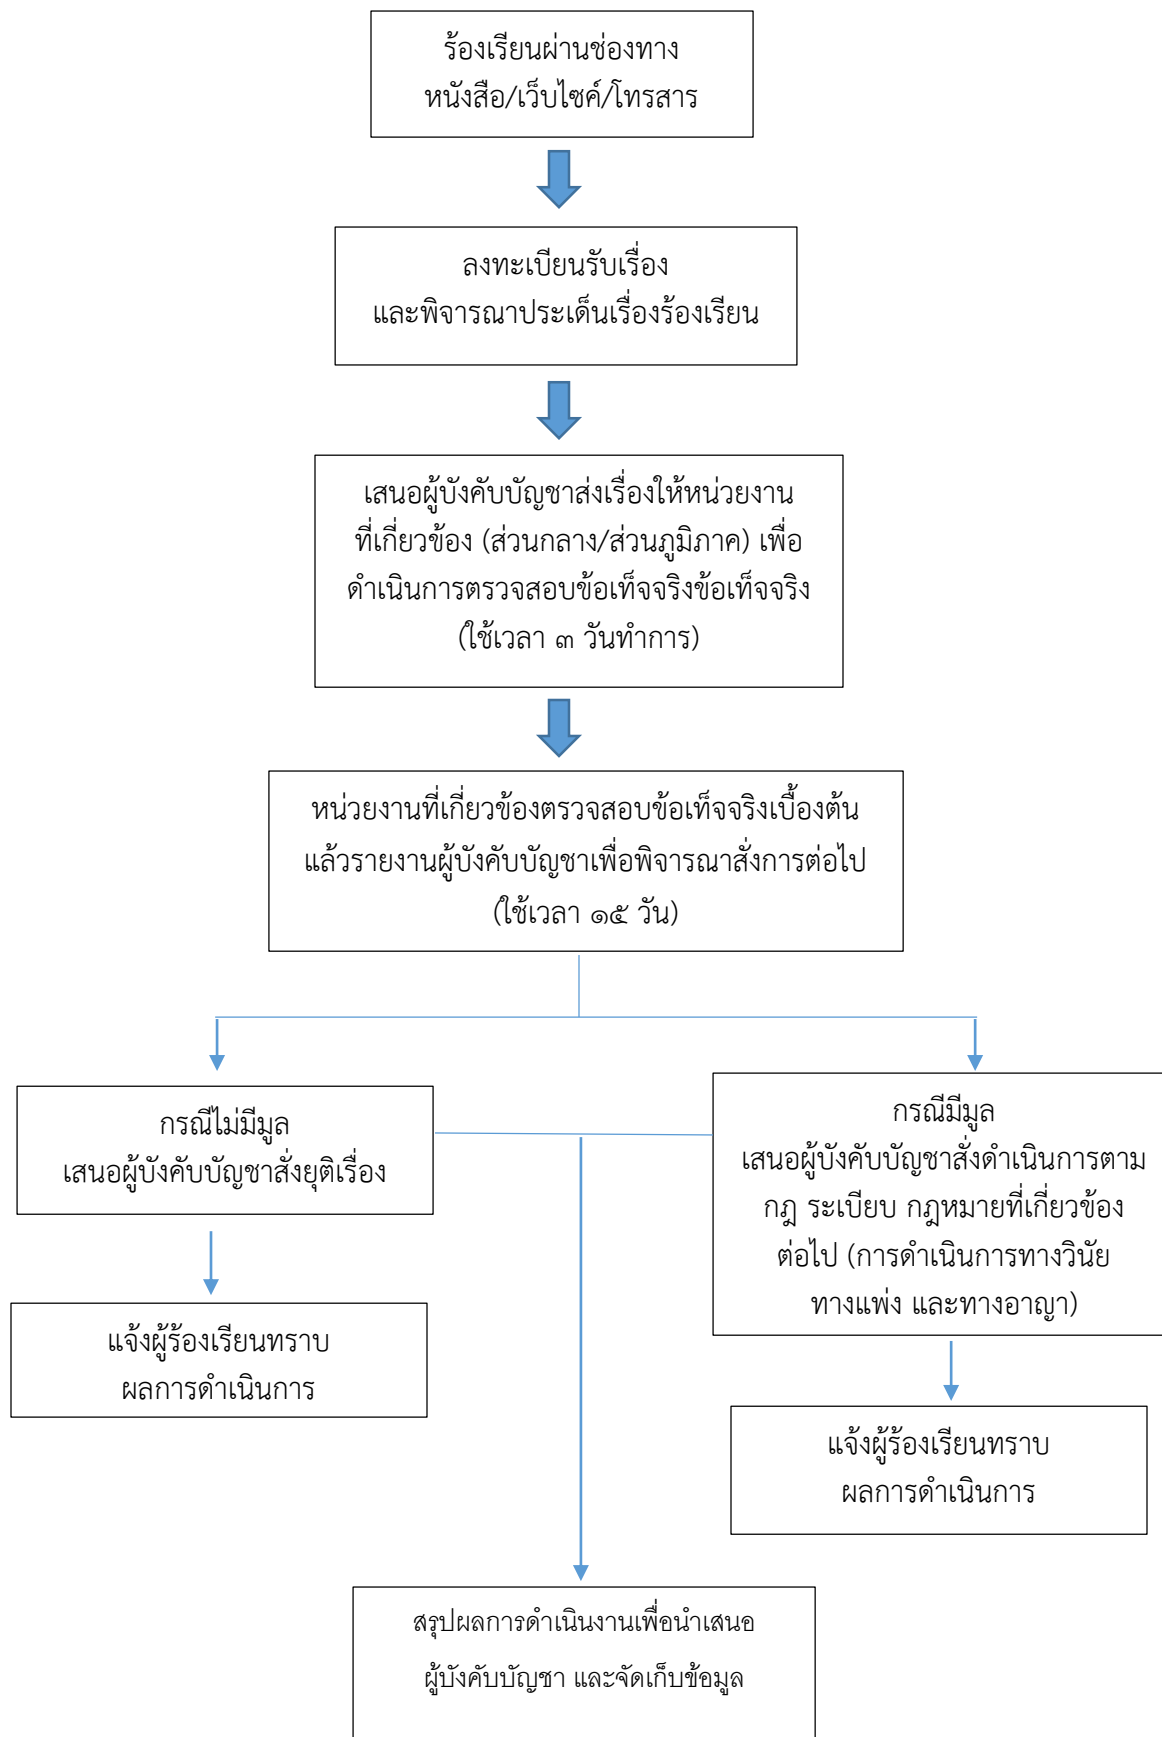 ร้องเรียนผ่านช่องทาง
หนังสือ/เว็บไซค์/โทรสาร
ลงทะเบียนรับเรื่อง
และพิจารณาประเด็นเรื่องร้องเรียน
เสนอผู้บังคับบัญชาส่งเรื่องให้หน่วยงาน
ที่เกี่ยวข้อง (ส่วนกลาง/ส่วนภูมิภาค) เพื่อ
ดำเนินการตรวจสอบข้อเท็จจริงข้อเท็จจริง
(ใช้เวลา ๓ วันทำการ)
หน่วยงานที่เกี่ยวข้องตรวจสอบข้อเท็จจริงเบื้องต้น
แล้วรายงานผู้บังคับบัญชาเพื่อพิจารณาสั่งการต่อไป
(ใช้เวลา ๑๕ วัน)
กรณีไม่มีมูล
เสนอผู้บังคับบัญชาสั่งยุติเรื่อง
แจ้งผู้ร้องเรียนทราบ
ผลการดำเนินการ
กรณีมีมูล
เสนอผู้บังคับบัญชาสั่งดำเนินการตาม
กฎ ระเบียบ กฎหมายที่เกี่ยวข้อง
ต่อไป (การดำเนินการทางวินัย
ทางแพ่ง และทางอาญา)
แจ้งผู้ร้องเรียนทราบ
ผลการดำเนินการ
สรุปผลการดำเนินงานเพื่อนำเสนอ
ผู้บังคับบัญชา และจัดเก็บข้อมูล